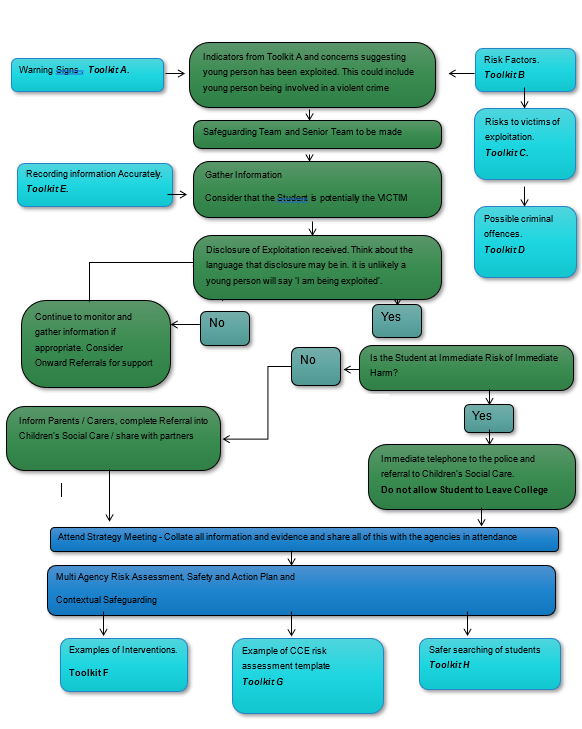 Warning Signs Toolkit A.
Indicators from Toolkit A and concerns suggesting
young person has been exploited. This could include
young person being involved in a violent crime
Risk Factors.
Toolkit B
Safeguarding Team and Senior Team to be made
Risks to victims of
exploitation.
Toolkit C.
Recording information Accurately.
Toolkit E.
Gather Information
Consider that the Student is potentially the VICTIM
Possible criminal
offences.
Toolkit D
Disclosure of Exploitation received. Think about the
language that disclosure may be in. it is unlikely a
young person will say 'I am being exploited'.
Continue to monitor and
gather information if
appropriate. Consider
Onward Referrals for support
No
Yes
No
Is the Student at Immediate Risk of Immediate
Harm?
Yes
Inform Parents / Carers, complete Referral into
Children's Social Care / share with partners
Immediate telephone to the police and
referral to Children's Social Care.
Do not allow Student to Leave College
Attend Strategy Meeting - Collate all information and evidence and share all of this with the agencies in attendance
Multi Agency Risk Assessment, Safety and Action Plan and
Contextual Safeguarding
Examples of Interventions.
Toolkit F
Example of CCE risk
assessment template
Toolkit G
Safer searching of students
Toolkit H